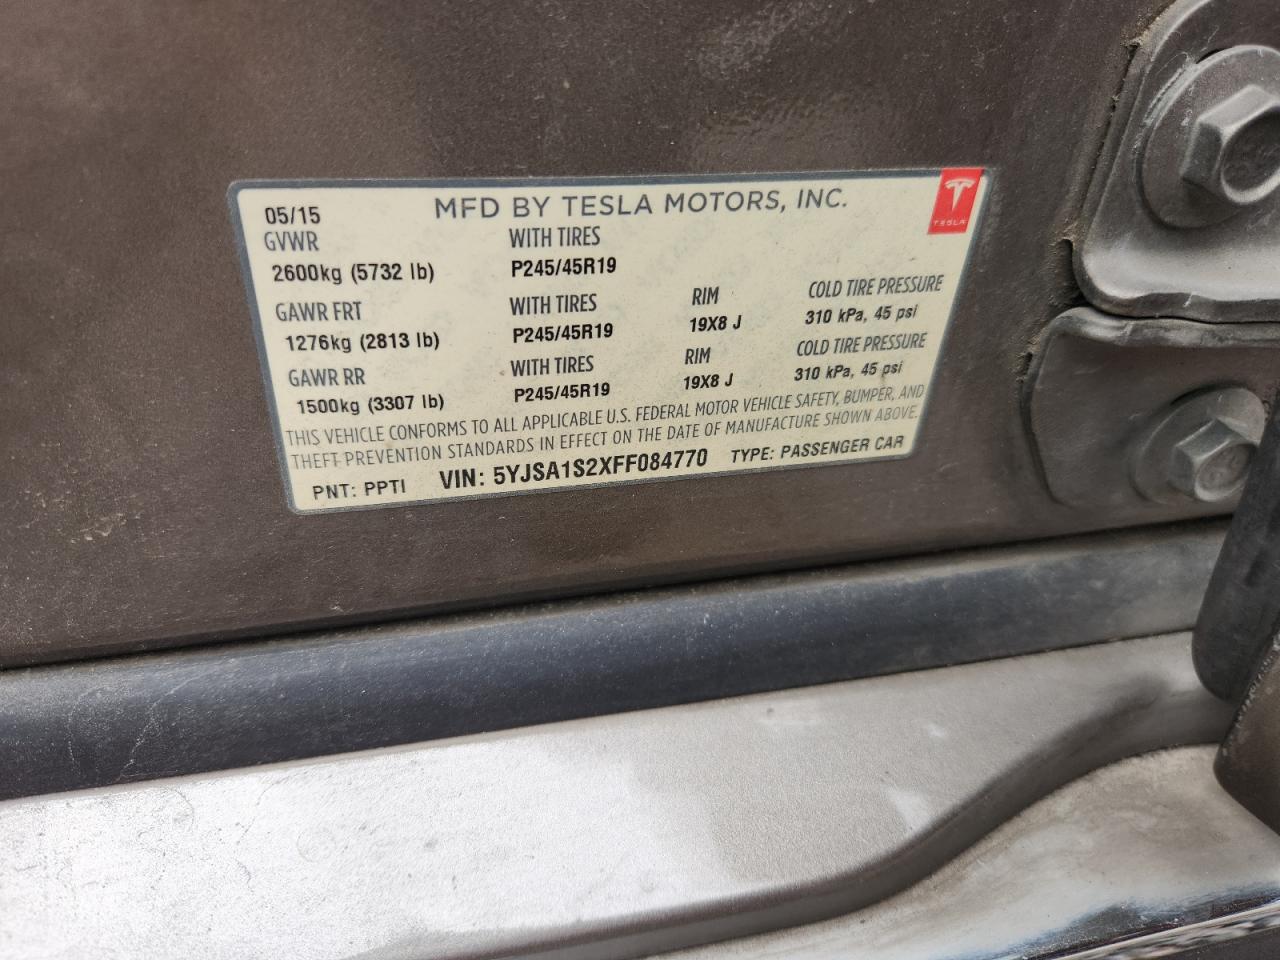 05/15 MFD BY TESLA MOTORS, INC. TESLA
GVWR WITH TIRES
2600kg (5732 lb) P245/45R19
GAWR FRT WITH TIRES RIM COLD TIRE PRESSURE
1276kg (2813 lb) P245/45R19 19X8 J 310 kPa, 45 psi
GAWR RR WITH TIRES RIM COLD TIRE PRESSURE
1500kg (3307 lb) P245/45R19 19X8 J 310 kPa, 45 psi
THIS VEHICLE CONFORMS TO ALL APPLICABLE U.S. FEDERAL MOTOR VEHICLE SAFETY, BUMPER, AND
THEFT PREVENTION STANDARDS IN EFFECT ON THE DATE OF MANUFACTURE SHOWN ABOVE.
PNT: PPTI VIN: 5YJSA1S2XFF084770 TYPE: PASSENGER CAR